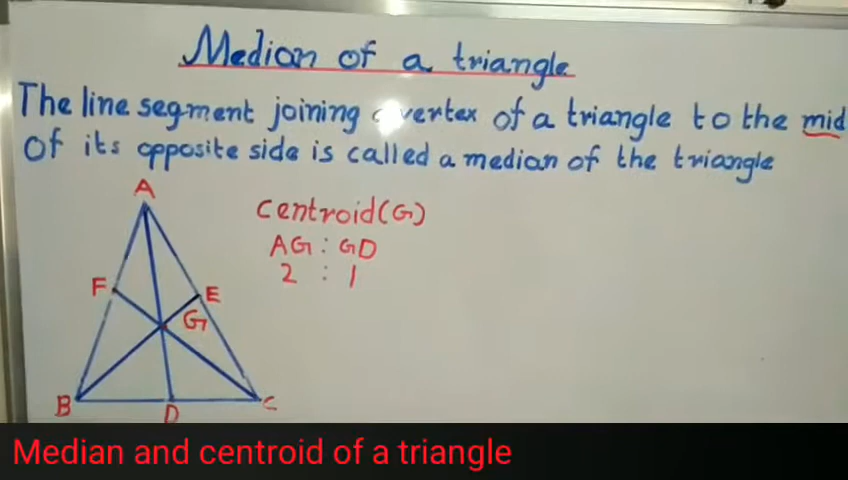 Median of a triangle
The line segment joining a vertex of a triangle to the mid
Of its opposite side is called a median of the triangle
A
Centroid(G)
AG : GD
2 : 1
F
E
G
B
D
C
Median and centroid of a triangle